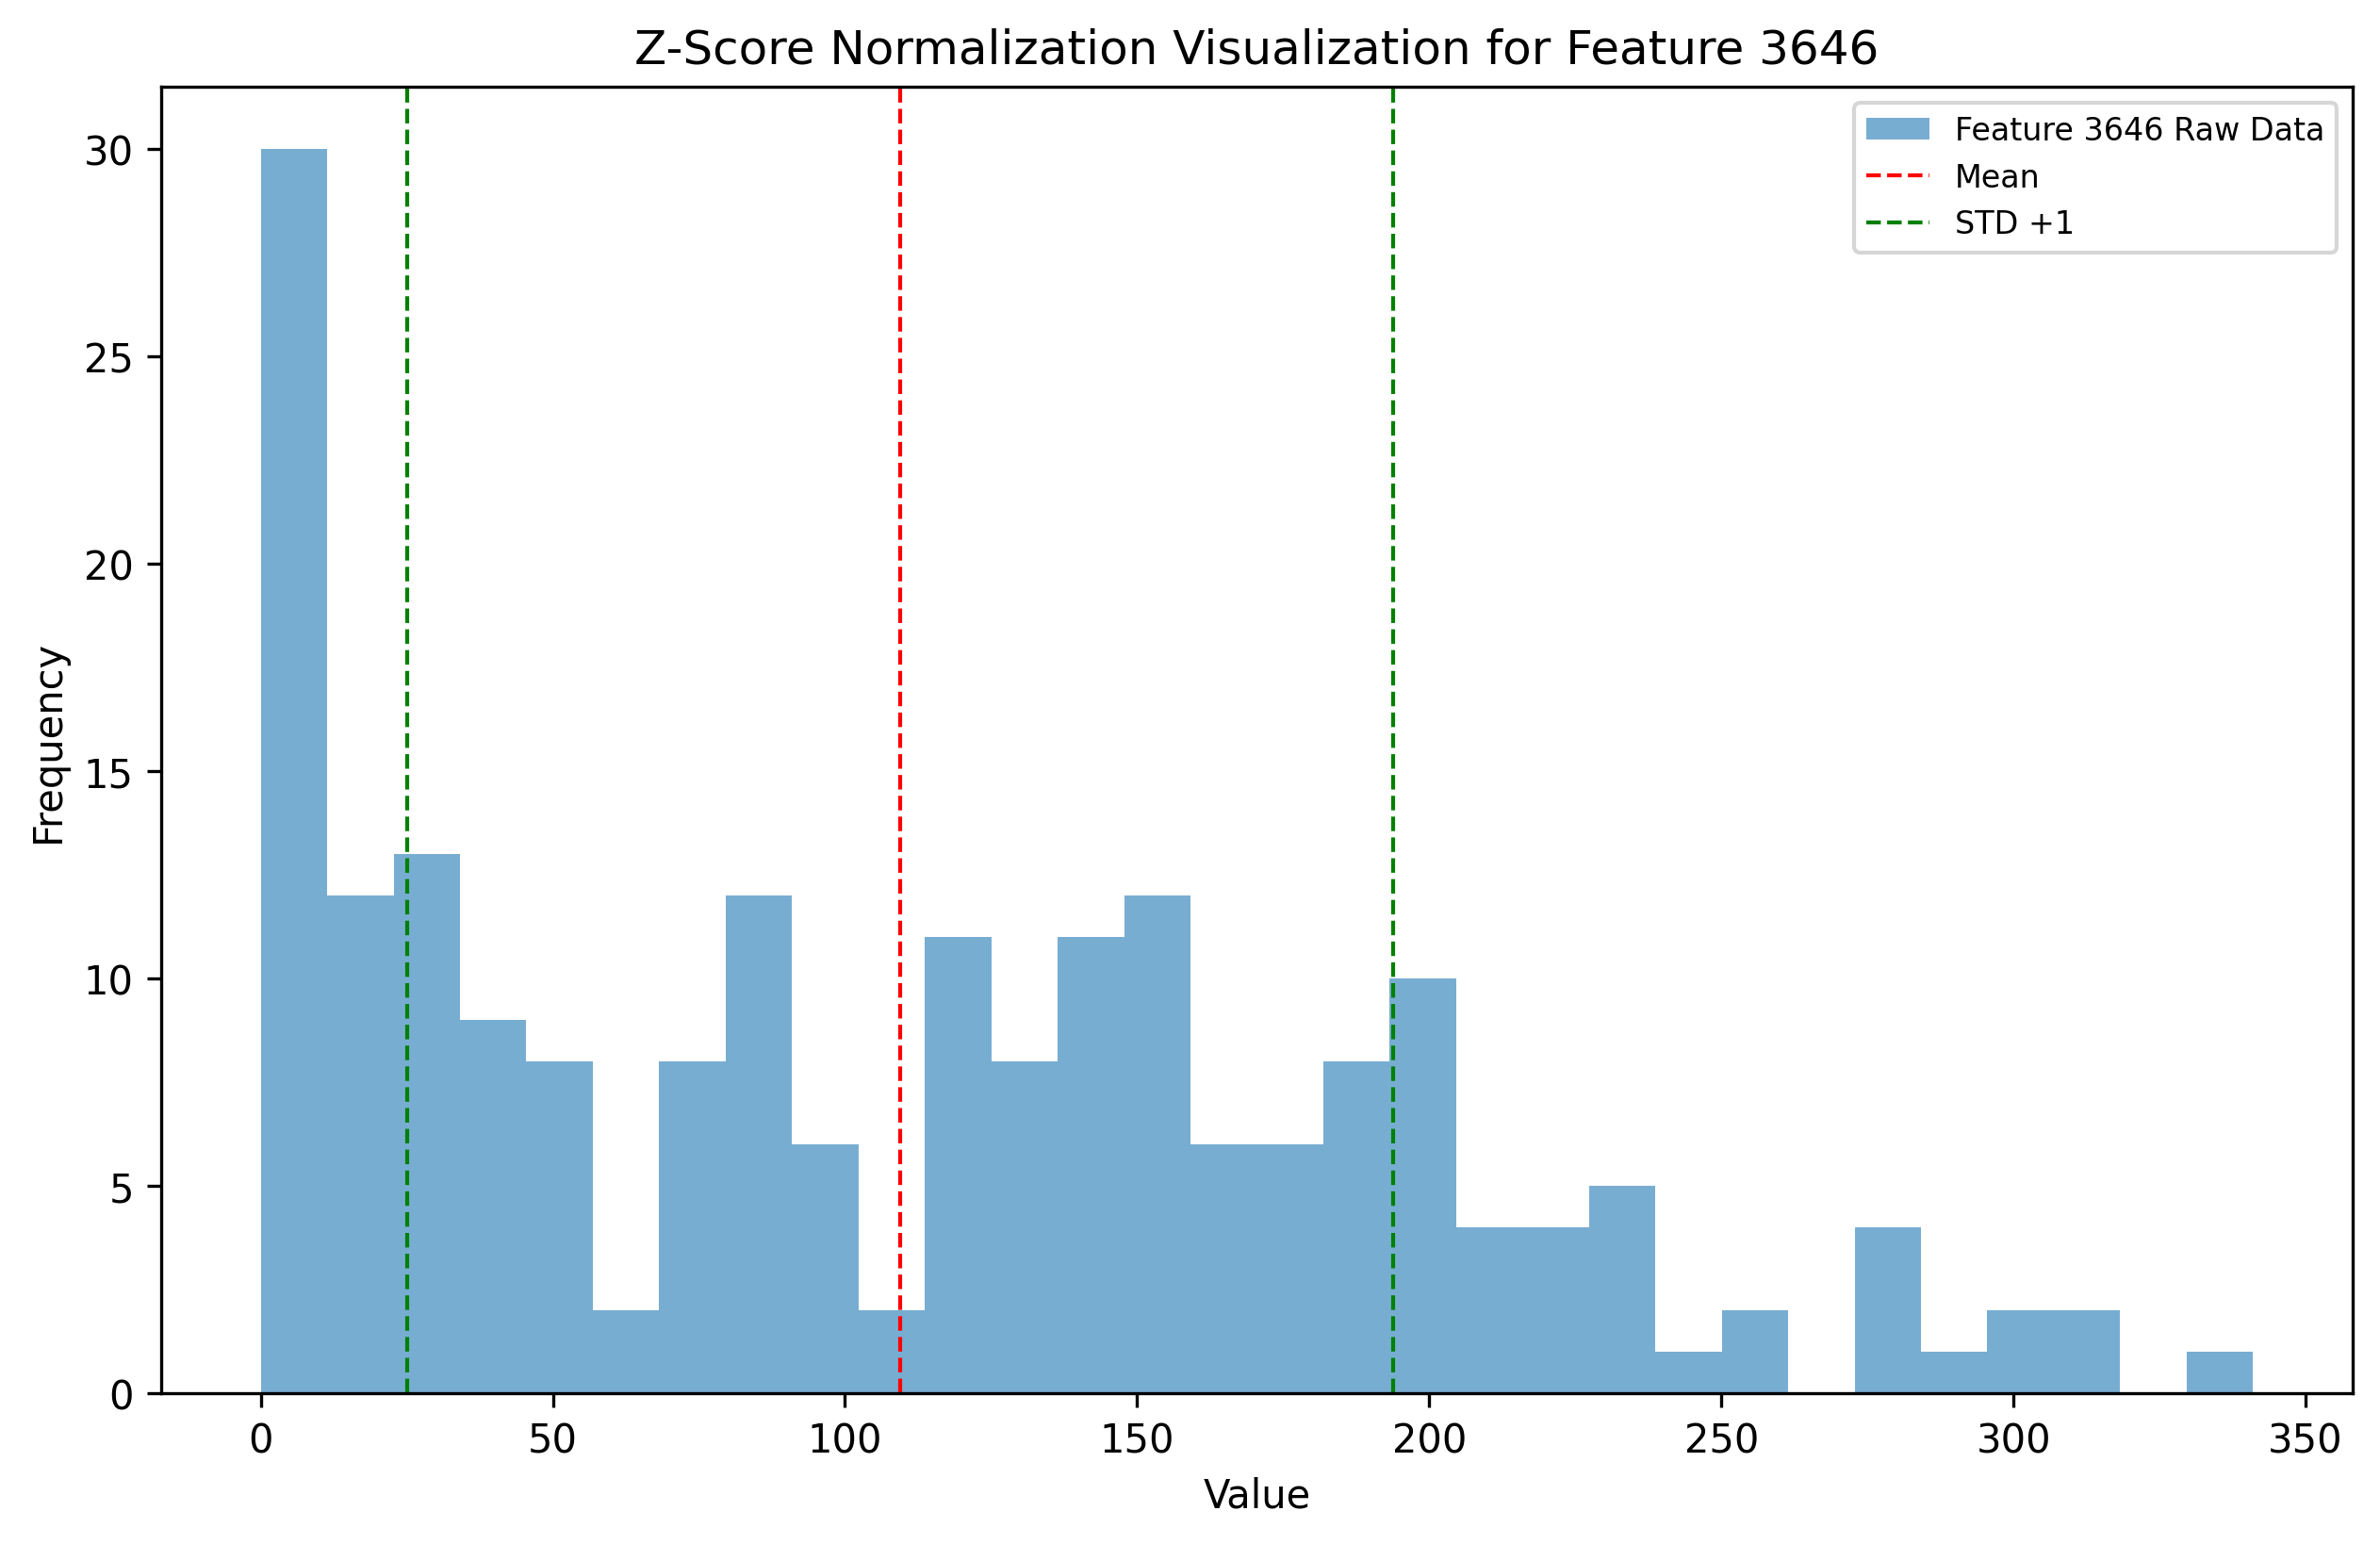 Z-Score Normalization Visualization for Feature 3646
Feature 3646 Raw Data
Mean
STD +1
30
25
20
15
10
5
0
Frequency
0 50 100 150 200 250 300 350
Value